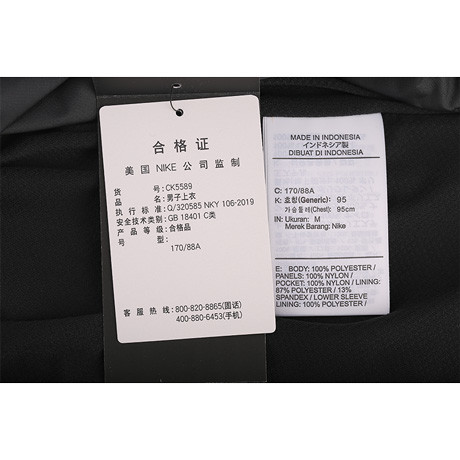 合格证
美国 NIKE 公司监制
货号:CK5589
品名:男子上衣
执行标准:Q/320585 NKY 106-2019
安全技术类别:GB 18401 C类
产品等级:合格品
型号:
170/88A
客服热线:800-820-8865(固话)
400-880-6453(手机)
MADE IN INDONESIA
インドネシア製
DIBUAT DI INDONESIA
C: 170/88A
K: 호칭(Generic): 95
가슴둘레(Chest): 95cm
IN: Ukuran: M
Merek Barang: Nike
E: BODY: 100% POLYESTER /
PANELS: 100% NYLON /
POCKET: 100% NYLON / LINING:
87% POLYESTER / 13%
SPANDEX / LOWER SLEEVE
LINING: 100% POLYESTER